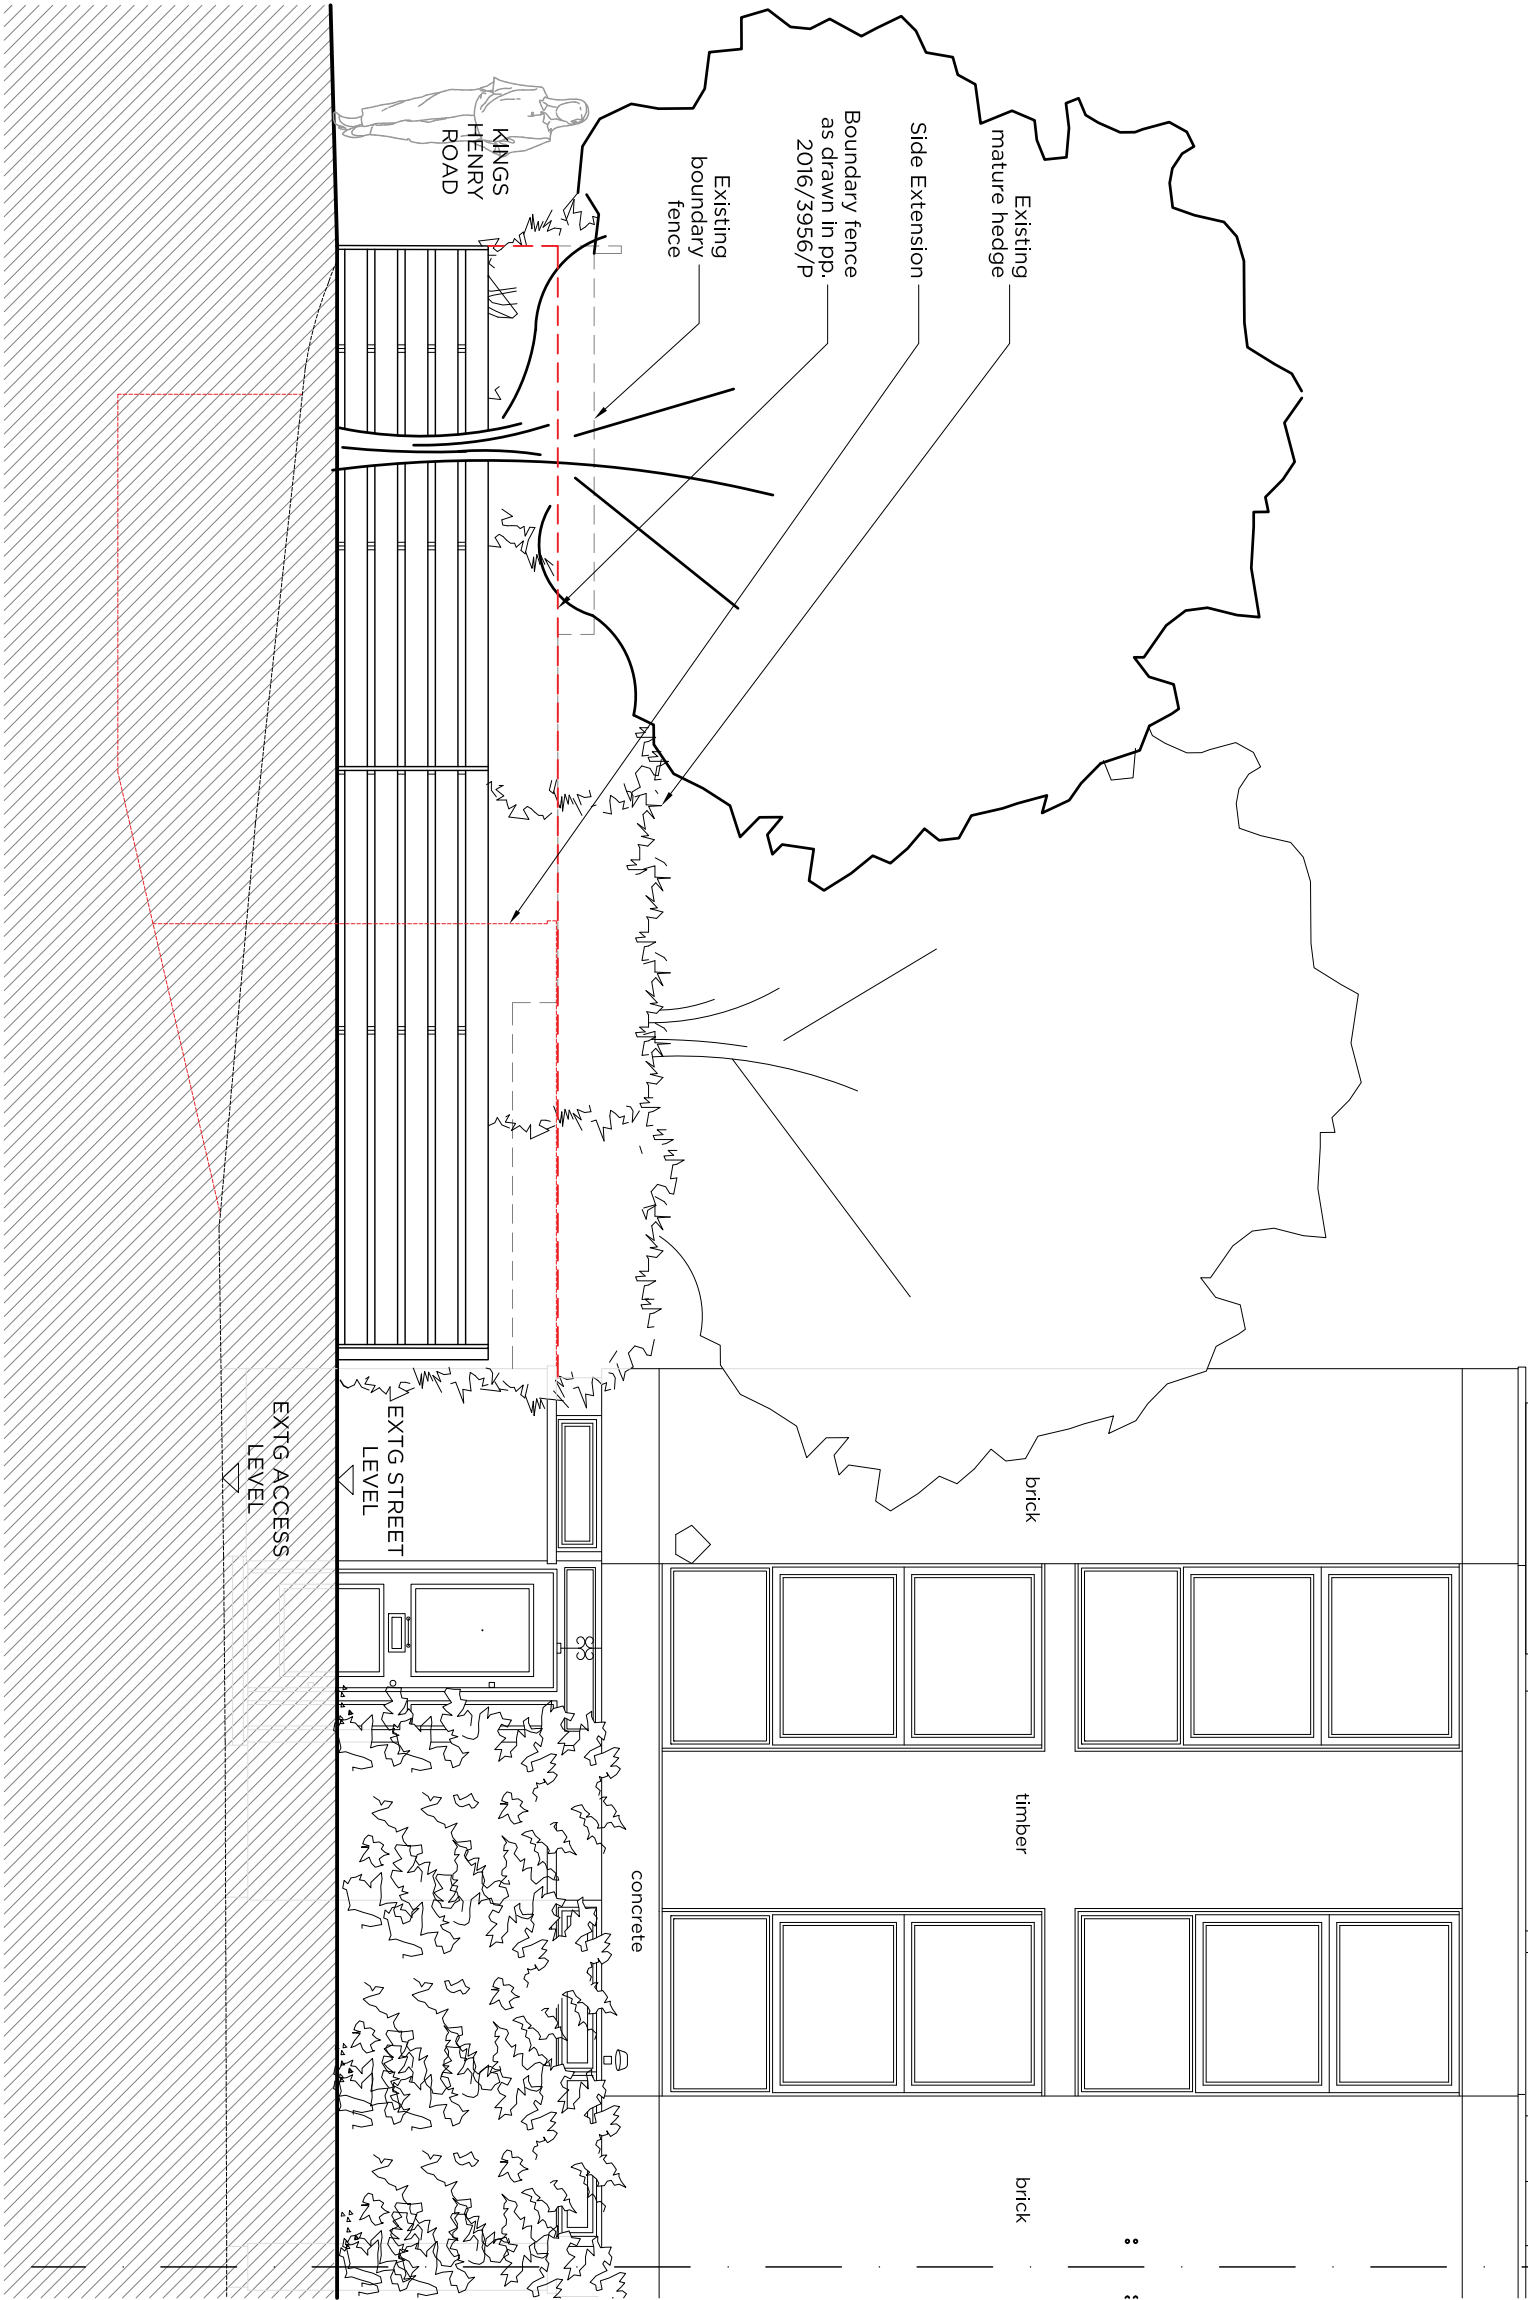 Existing
mature hedge
Side Extension
Boundary fence
as drawn in pp.
2016/3956/P
Existing
boundary
fence
KINGS
HENRY
ROAD
brick
timber
brick
concrete
EXTG STREET
LEVEL
EXTG ACCESS
LEVEL